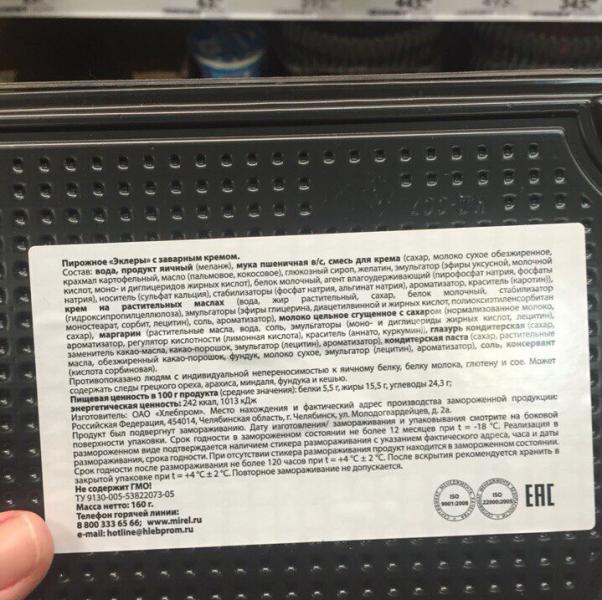 Пирожное «Эклеры» с заварным кремом.
Состав: вода, продукт яичный (меланж), мука пшеничная в/с, смесь для крема (сахар, молоко сухое обезжиренное,
крахмал картофельный, масло (пальмовое, кокосовое), глюкозный сироп, желатин, эмульгатор (эфиры уксусной, молочной
кислот, моно- и диглицеридов жирных кислот), белок молочный, агент влагоудерживающий (пирофосфат натрия, фосфаты
натрия), носитель (сульфат кальция), стабилизаторы (фосфат натрия, альгинат натрия), ароматизатор, краситель (каротин)),
крем на растительных маслах (вода, жир растительный, сахар, белок молочный, стабилизатор
(гидроксипропилцеллюлоза), эмульгаторы (эфиры глицерина, диацетилвинной и жирных кислот, полиоксиэтиленсорбитан
моностеарат, сорбит, лецитин), соль, ароматизатор), молоко цельное сгущенное с сахаром (нормализованное молоко,
сахар), маргарин (растительные масла, вода, соль, эмульгаторы (моно- и диглицериды жирных кислот, лецитин),
ароматизатор, регулятор кислотности (лимонная кислота), краситель (аннато, куркумин)), глазурь кондитерская (сахар,
заменитель какао-масла, какао-порошок, эмульгатор (лецитин), ароматизатор), кондитерская паста (сахар, растительные
масла, обезжиренный какао-порошок, фундук, молоко сухое, эмульгатор (лецитин), ароматизатор), соль, консервант
(кислота сорбиновая).
Противопоказано людям с индивидуальной непереносимостью к яичному белку, белку молока, глютену и сое. Может
содержать следы грецкого ореха, арахиса, миндаля, фундука и кешью.
Пищевая ценность в 100 г продукта (средние значения): белки 5,5 г, жиры 15,5 г, углеводы 24,3 г;
энергетическая ценность: 242 ккал, 1013 кДж
Изготовитель: ОАО «Хлебпром». Место нахождения и фактический адрес производства замороженной продукции:
Российская Федерация, 454014, Челябинская область, г. Челябинск, ул. Молодогвардейцев, д. 2а.
Продукт был подвергнут замораживанию. Дата изготовления/ замораживания и упаковывания смотрите на боковой
поверхности упаковки. Срок годности в замороженном состоянии не более 12 месяцев при t = -18 °С. Реализация в
размороженном виде подтверждается наличием стикера размораживания с указанием фактического адреса, часа и даты
размораживания, срока годности. При отсутствии стикера размораживания продукт находится в замороженном состоянии.
Срок годности после размораживания не более 120 часов при t = +4 °С ± 2 °С. После вскрытия рекомендуется хранить в
закрытой упаковке при t = +4 °С ± 2 °С. Повторное замораживание не допускается.
Не содержит ГМО!
ТУ 9130-005-53822073-05
Масса нетто: 160 г.
Телефон горячей линии:
8 800 333 65 66; www.mirel.ru
e-mail: hotline@hlebprom.ru
ISO
9001:2008
ISO
22000:2005
EAC